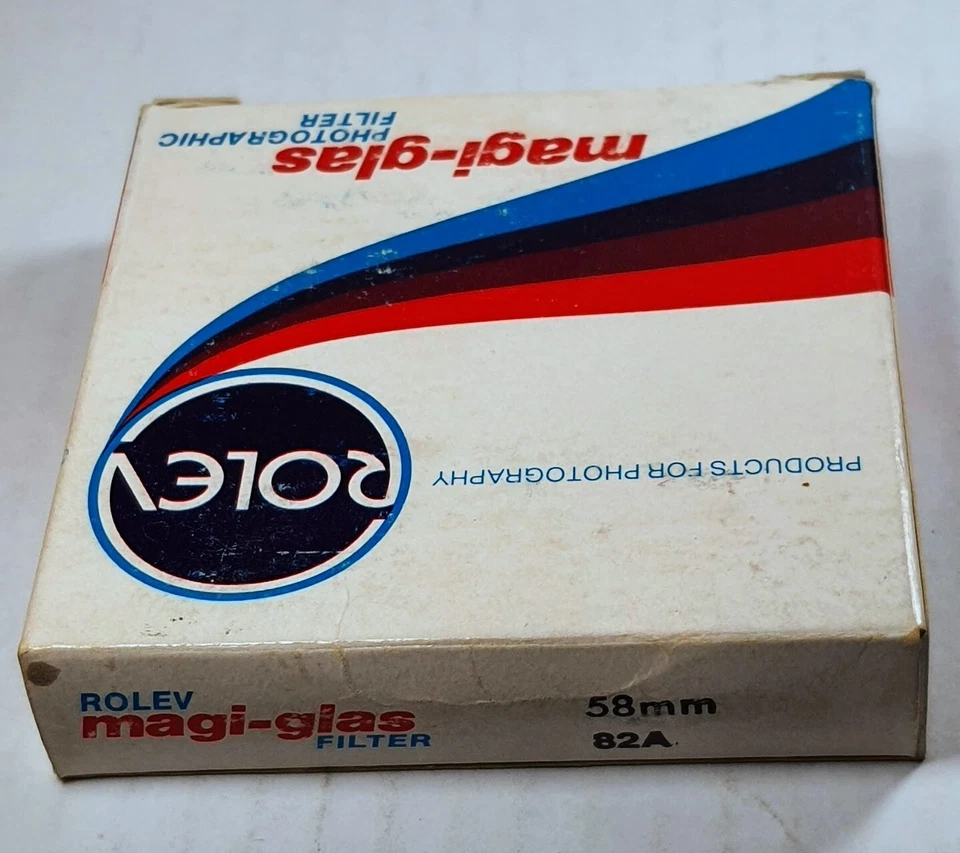 magi-glas
PHOTOGRAPHIC
FILTER
PRODUCTS FOR PHOTOGRAPHY
ROLEV
ROLEV
magi-glas
FILTER
58mm
82A